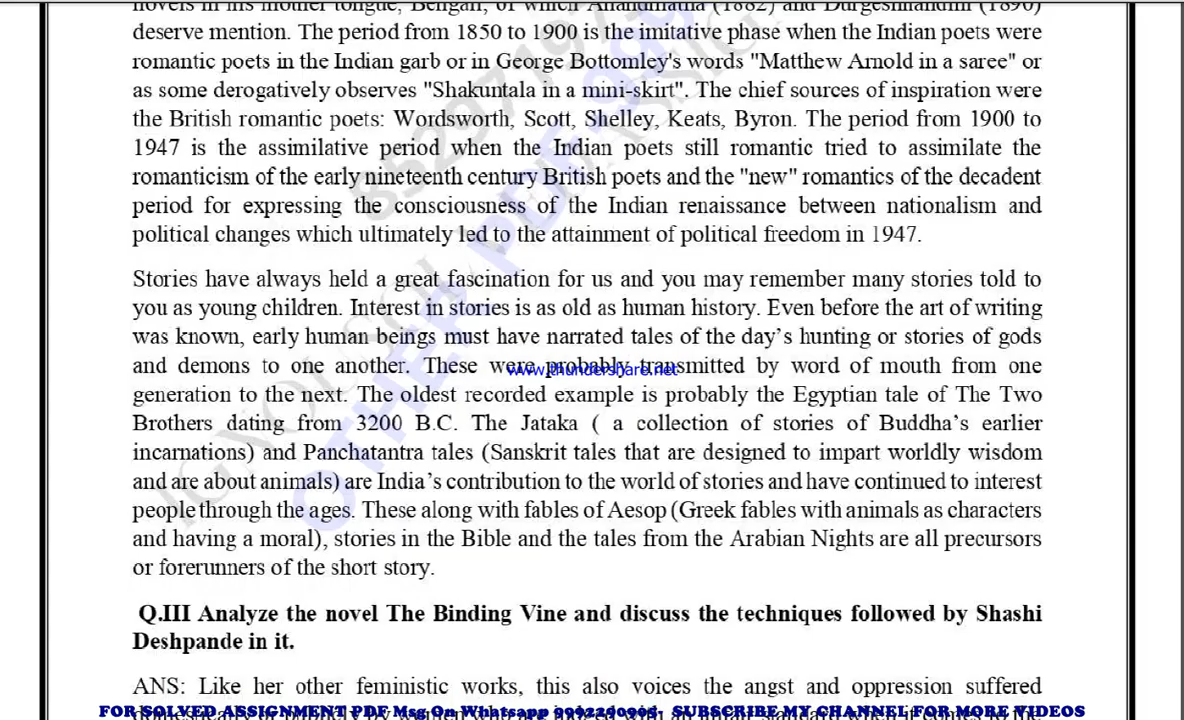 novels in his mother tongue, Bengali, of which Anandmatha (1882) and Durgeshnandini (1890)
deserve mention. The period from 1850 to 1900 is the imitative phase when the Indian poets were
romantic poets in the Indian garb or in George Bottomley's words "Matthew Arnold in a saree" or
as some derogatively observes "Shakuntala in a mini-skirt". The chief sources of inspiration were
the British romantic poets: Wordsworth, Scott, Shelley, Keats, Byron. The period from 1900 to
1947 is the assimilative period when the Indian poets still romantic tried to assimilate the
romanticism of the early nineteenth century British poets and the "new" romantics of the decadent
period for expressing the consciousness of the Indian renaissance between nationalism and
political changes which ultimately led to the attainment of political freedom in 1947.
Stories have always held a great fascination for us and you may remember many stories told to
you as young children. Interest in stories is as old as human history. Even before the art of writing
was known, early human beings must have narrated tales of the day's hunting or stories of gods
and demons to one another. These were probably transmitted by word of mouth from one
www.thundershare.net
generation to the next. The oldest recorded example is probably the Egyptian tale of The Two
Brothers dating from 3200 B.C. The Jataka ( a collection of stories of Buddha's earlier
incarnations) and Panchatantra tales (Sanskrit tales that are designed to impart worldly wisdom
and are about animals) are India's contribution to the world of stories and have continued to interest
people through the ages. These along with fables of Aesop (Greek fables with animals as characters
and having a moral), stories in the Bible and the tales from the Arabian Nights are all precursors
or forerunners of the short story.
Q.III Analyze the novel The Binding Vine and discuss the techniques followed by Shashi
Deshpande in it.
ANS: Like her other feministic works, this also voices the angst and oppression suffered
FOR SOLVED ASSIGNMENT PDF Msg On Whatsapp 9992290905- SUBSCRIBE MY CHANNEL FOR MORE VIDEOS